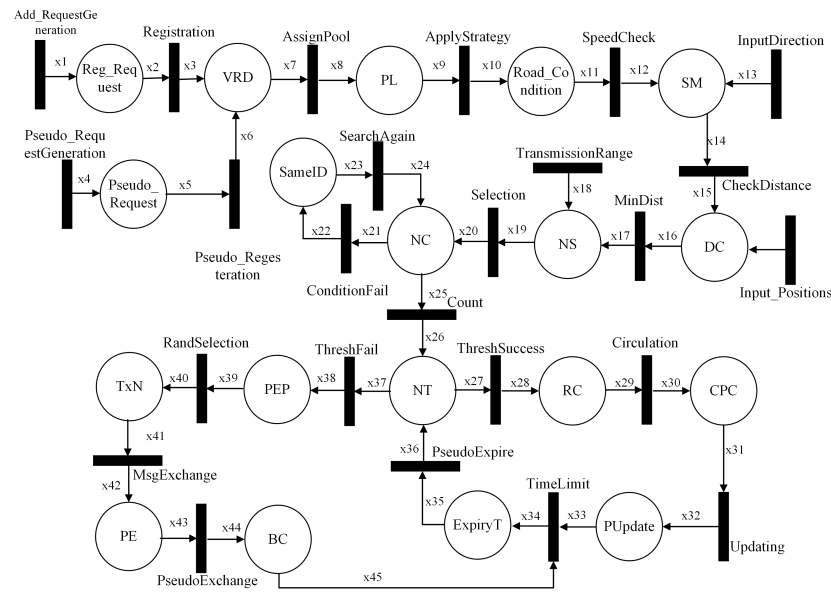 Add_RequestGe
neration
Registration
AssignPool
ApplyStrategy
SpeedCheck
InputDirection
x1
Reg_Req
uest
x2
x3
VRD
x7
x8
PL
x9
x10
Road_Co
ndition
x11
x12
SM
x13
x6
x14
Pseudo_Requ
estGeneration
x4
Pseudo_
Request
x5
Pseudo_Reges
teration
SearchAgain
SameID
x23
x24
TransmissionRange
x18
CheckDistance
x15
Selection
MinDist
x22
x21
NC
x20
x19
NS
x17
x16
DC
ConditionFail
Input_Positions
x25
Count
x26
RandSelection
ThreshFail
ThreshSuccess
Circulation
TxN
x40
x39
PEP
x38
x37
NT
x27
x28
RC
x29
x30
CPC
x41
x36
PseudoExpire
x31
MsgExchange
x42
TimeLimit
x35
PE
x43
x44
BC
ExpiryT
x34
x33
PUpdate
x32
Updating
PseudoExchange
x45